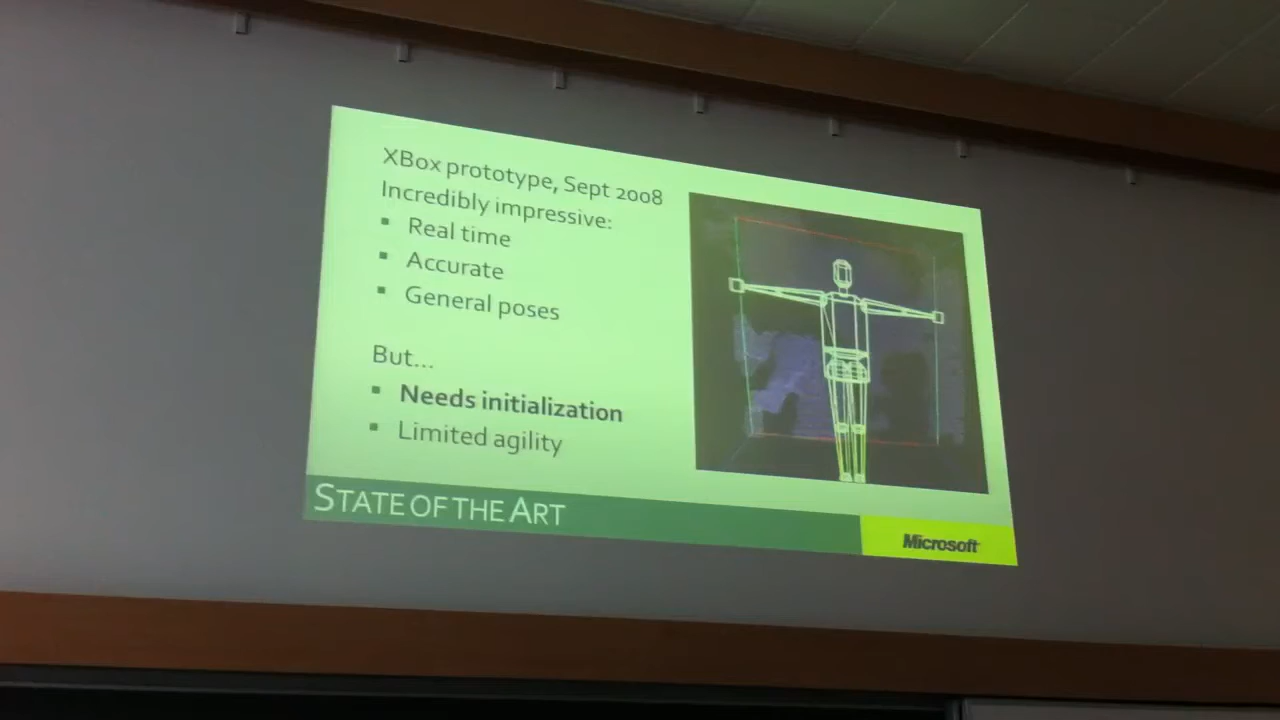 XBox prototype, Sept 2008
Incredibly impressive:
▪ Real time
▪ Accurate
▪ General poses
But...
▪ Needs initialization
▪ Limited agility
STATE OF THE ART
Microsoft